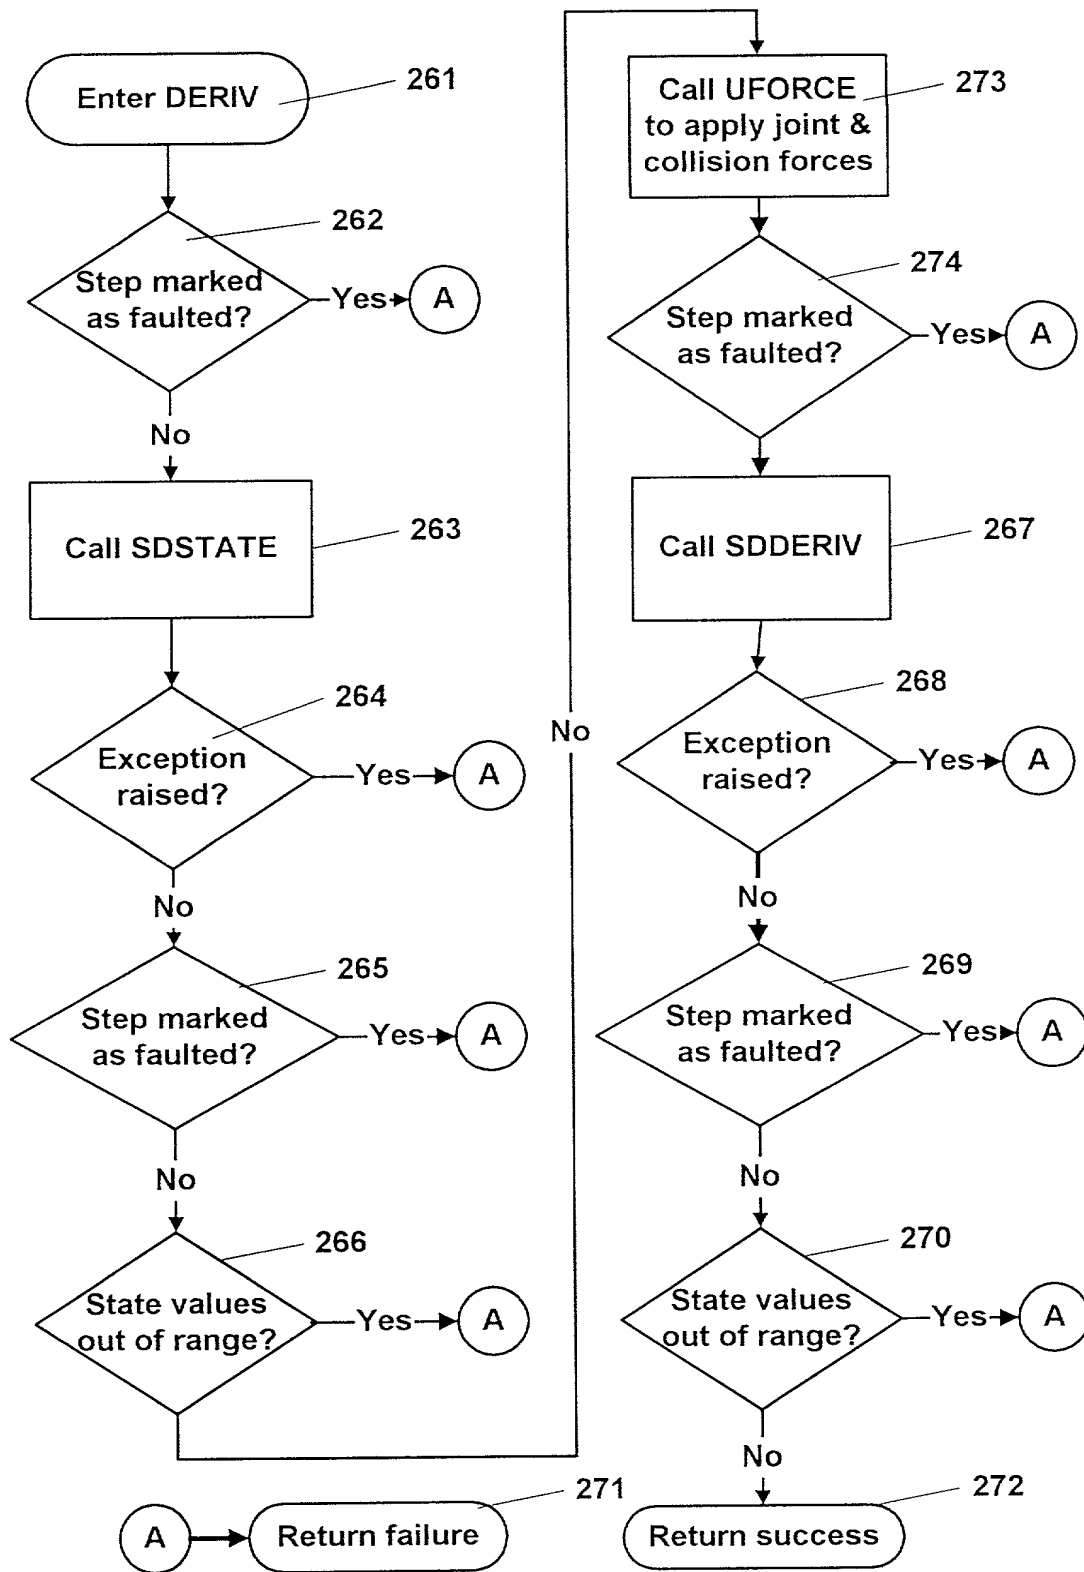 Enter DERIV
261
262
Step marked
as faulted?
Yes
A
No
Call SDSTATE
263
264
Exception
raised?
Yes
A
No
265
Step marked
as faulted?
Yes
A
No
266
State values
out of range?
Yes
A
No
Call UFORCE
to apply joint &
collision forces
273
274
Step marked
as faulted?
Yes
A
Call SDDERIV
267
268
Exception
raised?
Yes
A
No
269
Step marked
as faulted?
Yes
A
No
270
State values
out of range?
Yes
A
No
A
Return failure
271
Return success
272